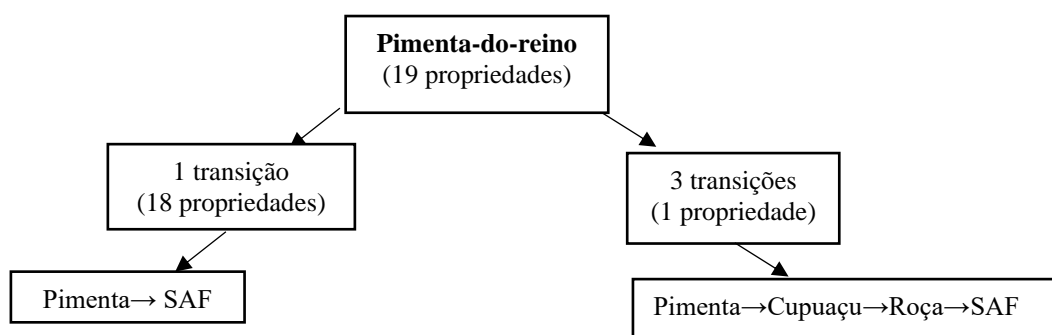 Pimenta-do-reino
(19 propriedades)
1 transição
(18 propriedades)
3 transições
(1 propriedade)
Pimenta→ SAF
Pimenta→Cupuaçu→Roça→SAF